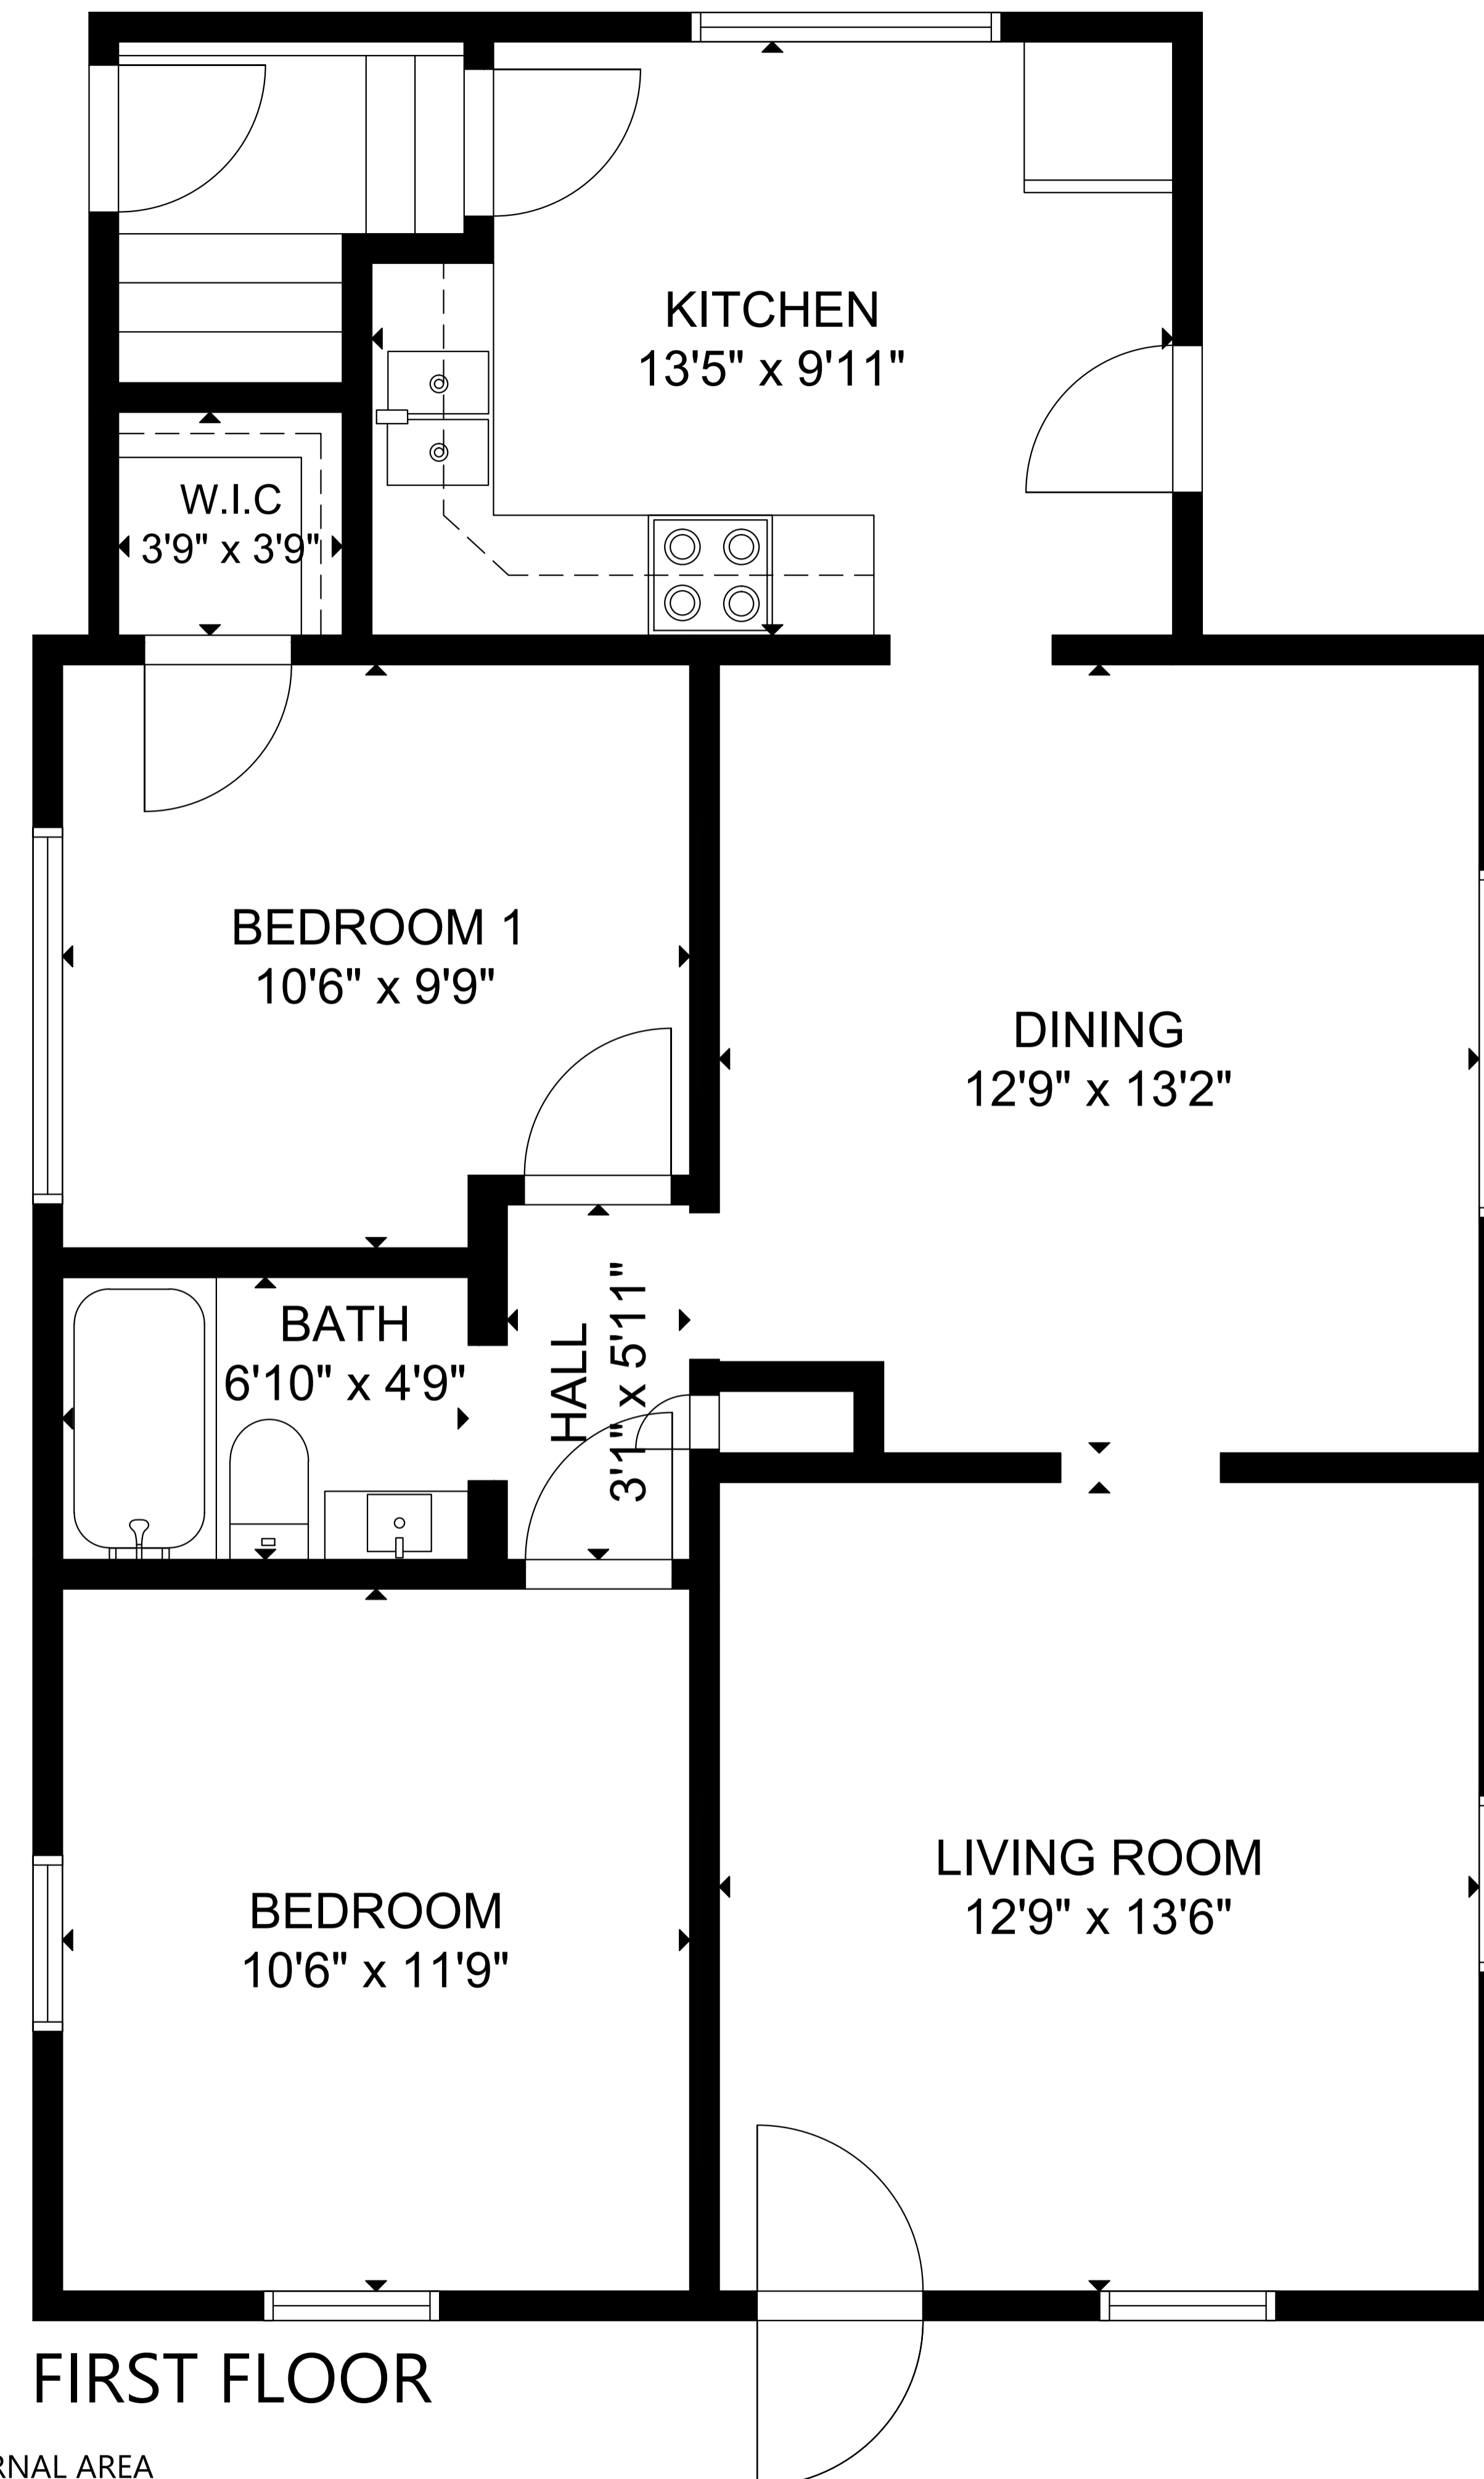 KITCHEN
13'5" x 9'11"
W.I.C
3'9" x 3'9"
BEDROOM 1
10'6" x 9'9"
DINING
12'9" x 13'2"
BATH
6'10" x 4'9"
HALL
3'1" x 5'11"
LIVING ROOM
12'9" x 13'6"
BEDROOM
10'6" x 11'9"
FIRST FLOOR
RNAL AREA